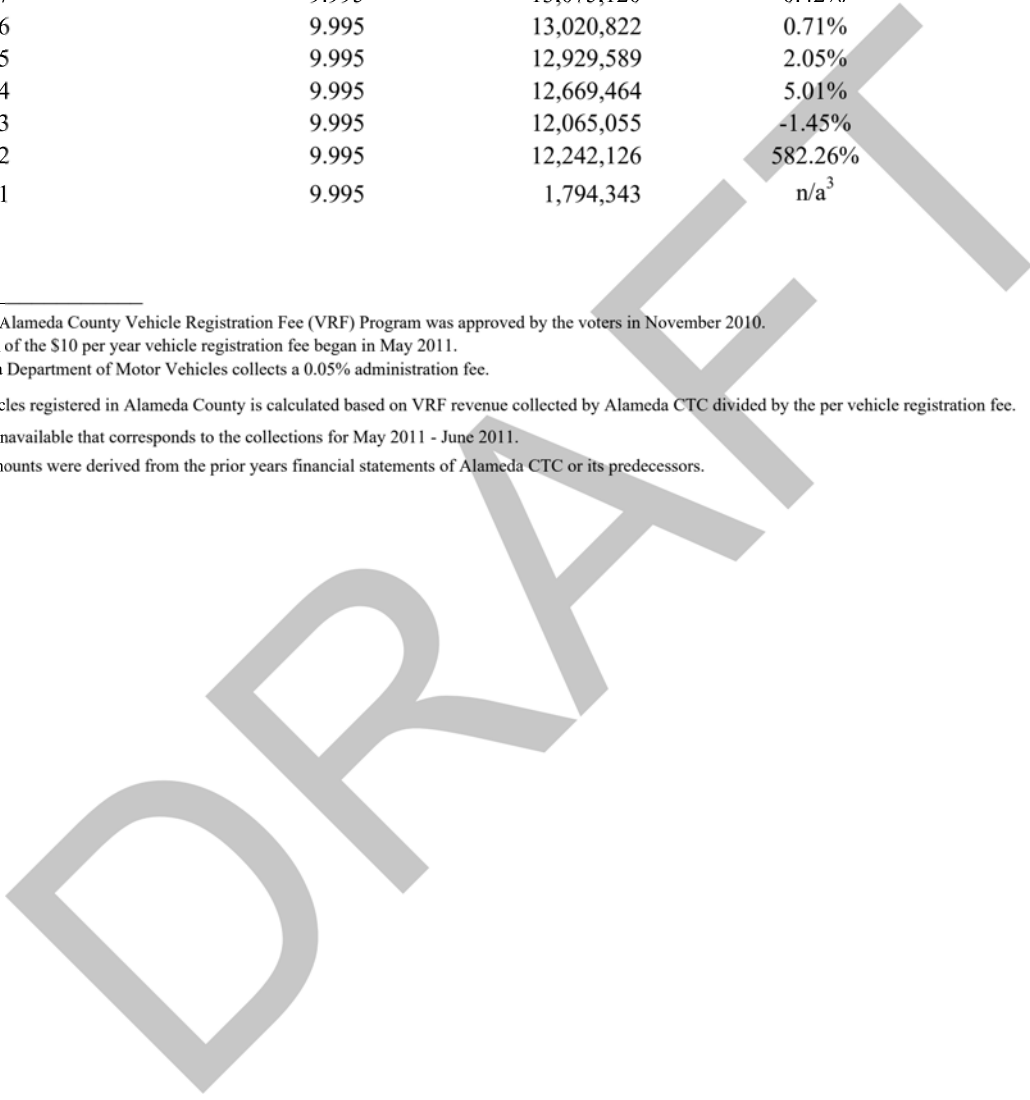 6 9.995 13,020,822 0.71%
5 9.995 12,929,589 2.05%
4 9.995 12,669,464 5.01%
3 9.995 12,065,055 -1.45%
2 9.995 12,242,126 582.26%
1 9.995 1,794,343 n/a3
Alameda County Vehicle Registration Fee (VRF) Program was approved by the voters in November 2010.
of the $10 per year vehicle registration fee began in May 2011.
Department of Motor Vehicles collects a 0.05% administration fee.
cles registered in Alameda County is calculated based on VRF revenue collected by Alameda CTC divided by the per vehicle registration fee.
navailable that corresponds to the collections for May 2011 - June 2011.
ounts were derived from the prior years financial statements of Alameda CTC or its predecessors.
DRAFT